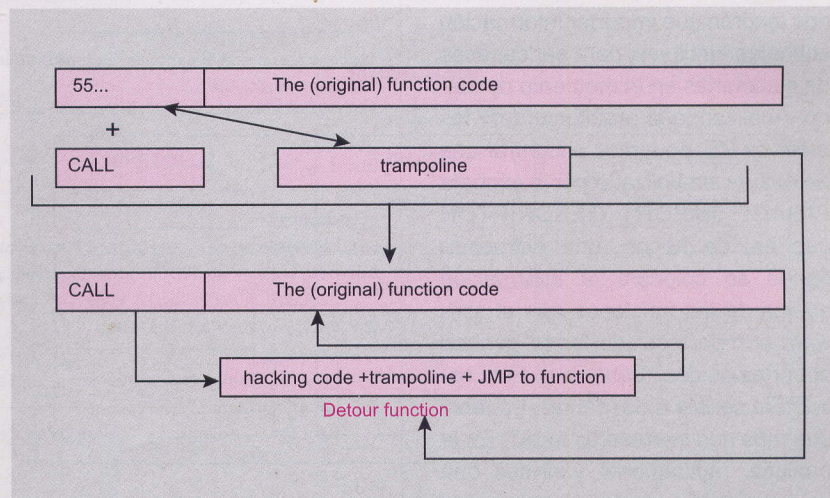 55... The (original) function code
+
CALL trampoline
CALL The (original) function code
hacking code +trampoline + JMP to function
Detour function